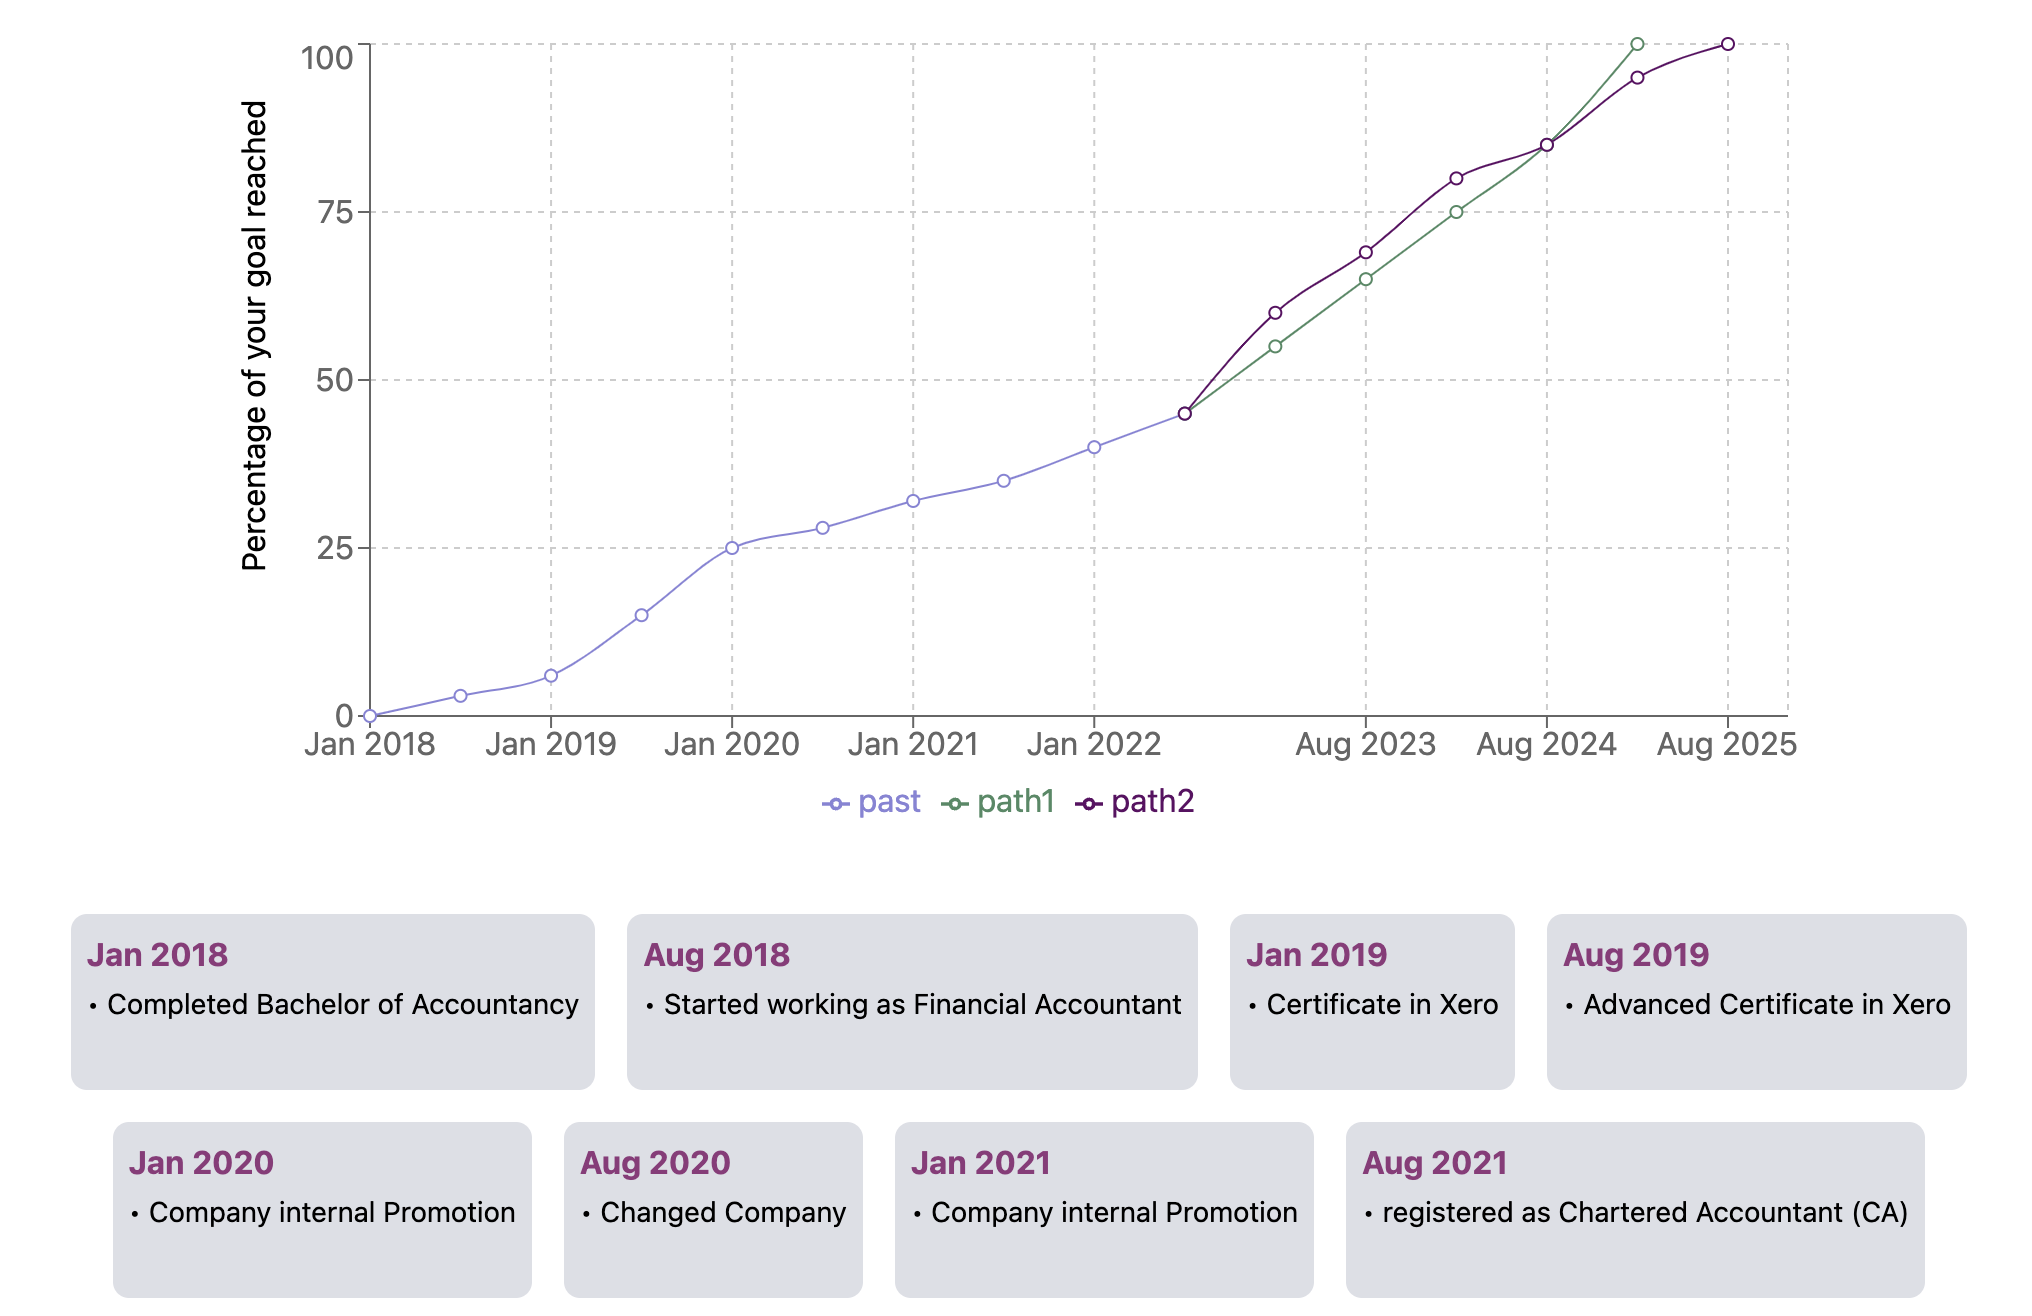 Percentage of your goal reached
100
75
50
25
0
Jan 2018 Jan 2019 Jan 2020 Jan 2021 Jan 2022 Aug 2023 Aug 2024 Aug 2025
past path1 path2
Jan 2018
• Completed Bachelor of Accountancy
Aug 2018
• Started working as Financial Accountant
Jan 2019
• Certificate in Xero
Aug 2019
• Advanced Certificate in Xero
Jan 2020
• Company internal Promotion
Aug 2020
• Changed Company
Jan 2021
• Company internal Promotion
Aug 2021
• registered as Chartered Accountant (CA)